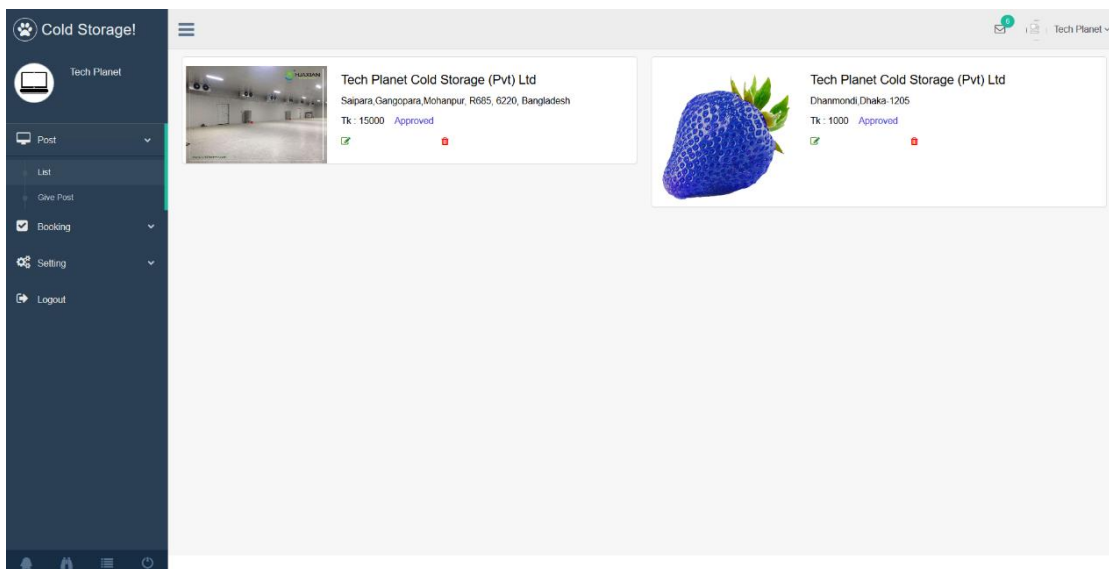 Cold Storage!
6
Tech Planet
Tech Planet
Post
List
Give Post
Booking
Setting
Logout
HUAXIAN
Tech Planet Cold Storage (Pvt) Ltd
Saipara,Gangopara,Mohanpur, R685, 6220, Bangladesh
Tk : 15000 Approved
Tech Planet Cold Storage (Pvt) Ltd
Dhanmondi,Dhaka-1205
Tk : 1000 Approved